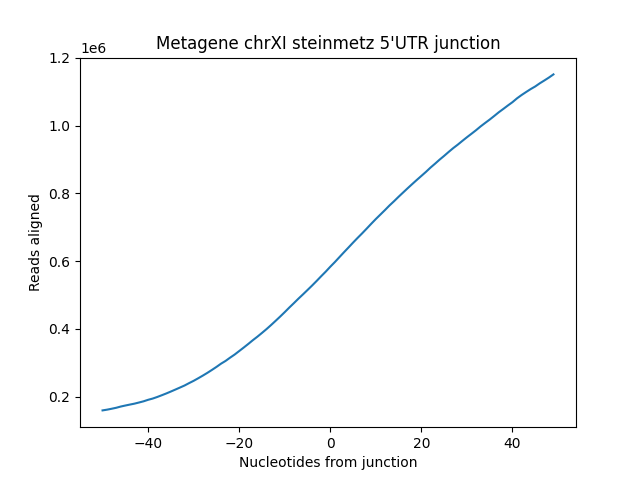 Metagene chrXI steinmetz 5'UTR junction
1e6
1.2
1.0
0.8
0.6
0.4
0.2
Reads aligned
−40
−20
0
20
40
Nucleotides from junction